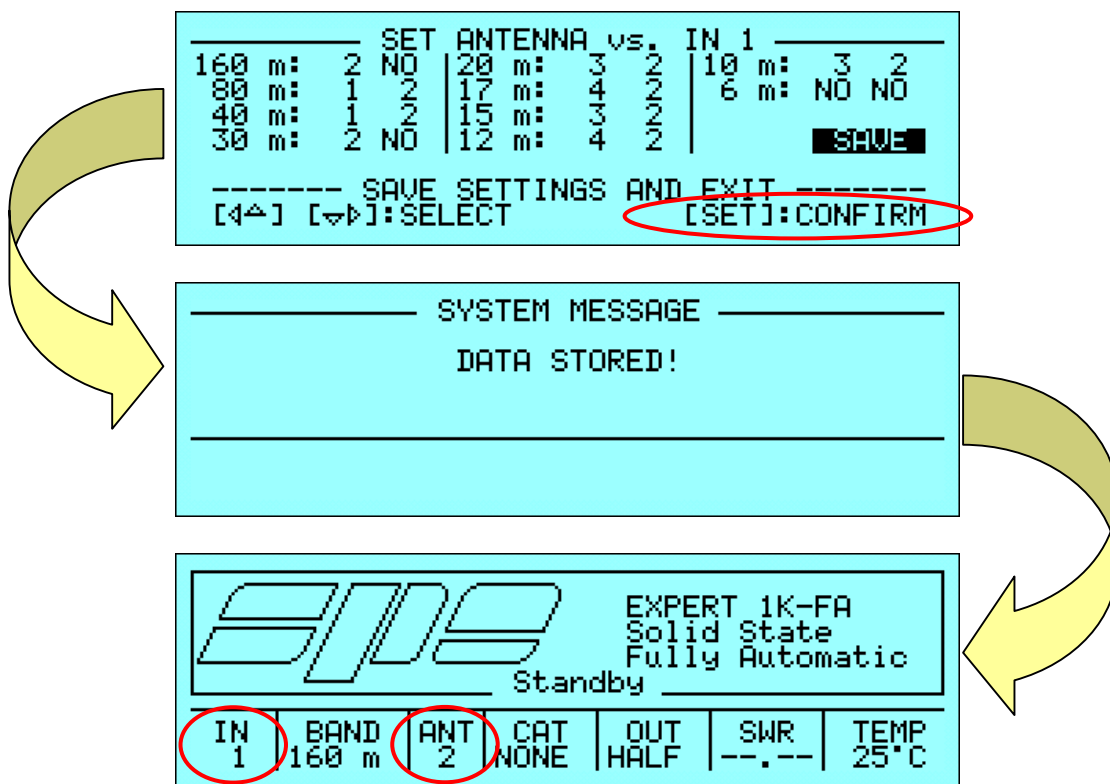 SET ANTENNA vs. IN 1
160 m: 2 NO 20 m: 3 2 10 m: 3 2
80 m: 1 2 17 m: 4 2 6 m: NO NO
40 m: 1 2 15 m: 3 2
30 m: 2 NO 12 m: 4 2 SAVE
------- SAVE SETTINGS AND EXIT -------
[◁△] [▽▷]:SELECT [SET]:CONFIRM
SYSTEM MESSAGE
DATA STORED!
spe
EXPERT 1K-FA
Solid State
Fully Automatic
Standby
IN BAND ANT CAT OUT SWR TEMP
1 160 m 2 NONE HALF --.-- 25°C